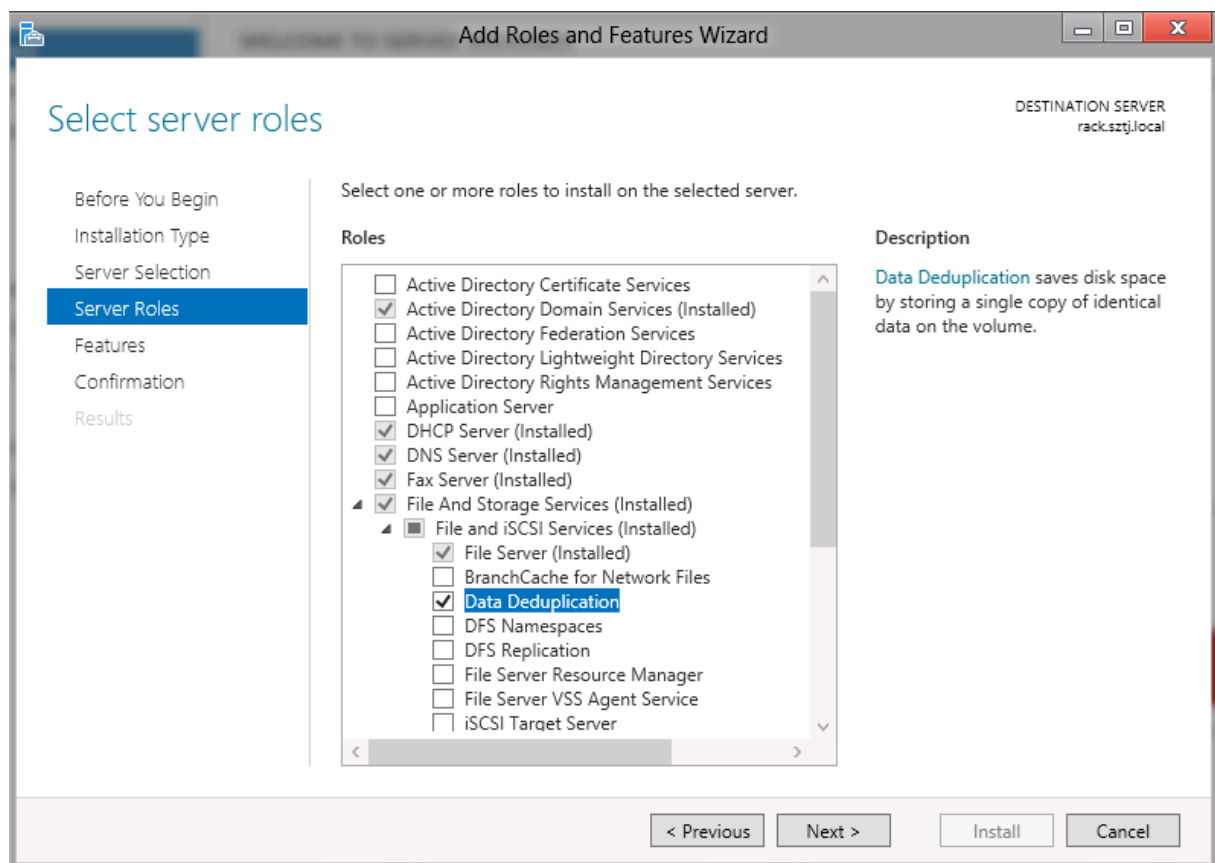 Add Roles and Features Wizard
Select server roles
DESTINATION SERVER
rack.sztj.local
Before You Begin
Installation Type
Server Selection
Server Roles
Features
Confirmation
Results
Select one or more roles to install on the selected server.
Roles
Active Directory Certificate Services
Active Directory Domain Services (Installed)
Active Directory Federation Services
Active Directory Lightweight Directory Services
Active Directory Rights Management Services
Application Server
DHCP Server (Installed)
DNS Server (Installed)
Fax Server (Installed)
File And Storage Services (Installed)
File and iSCSI Services (Installed)
File Server (Installed)
BranchCache for Network Files
Data Deduplication
DFS Namespaces
DFS Replication
File Server Resource Manager
File Server VSS Agent Service
iSCSI Target Server
Description
Data Deduplication saves disk space
by storing a single copy of identical
data on the volume.
< Previous
Next >
Install
Cancel